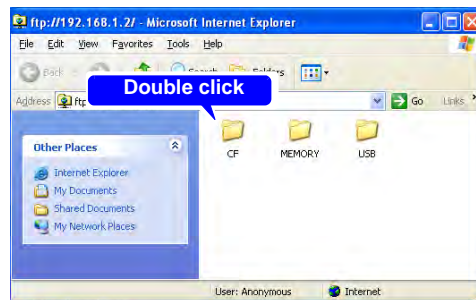 ftp://192.168.1.2/ - Microsoft Internet Explorer
File Edit View Favorites Tools Help
Back Folders
Double click
Address ftp Go Links
Other Places
Internet Explorer
My Documents
Shared Documents
My Network Places
CF MEMORY USB
User: Anonymous Internet